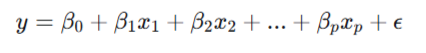 y = β₀ + β₁x₁ + β₂x₂ + ... + βₚxₚ + ϵ